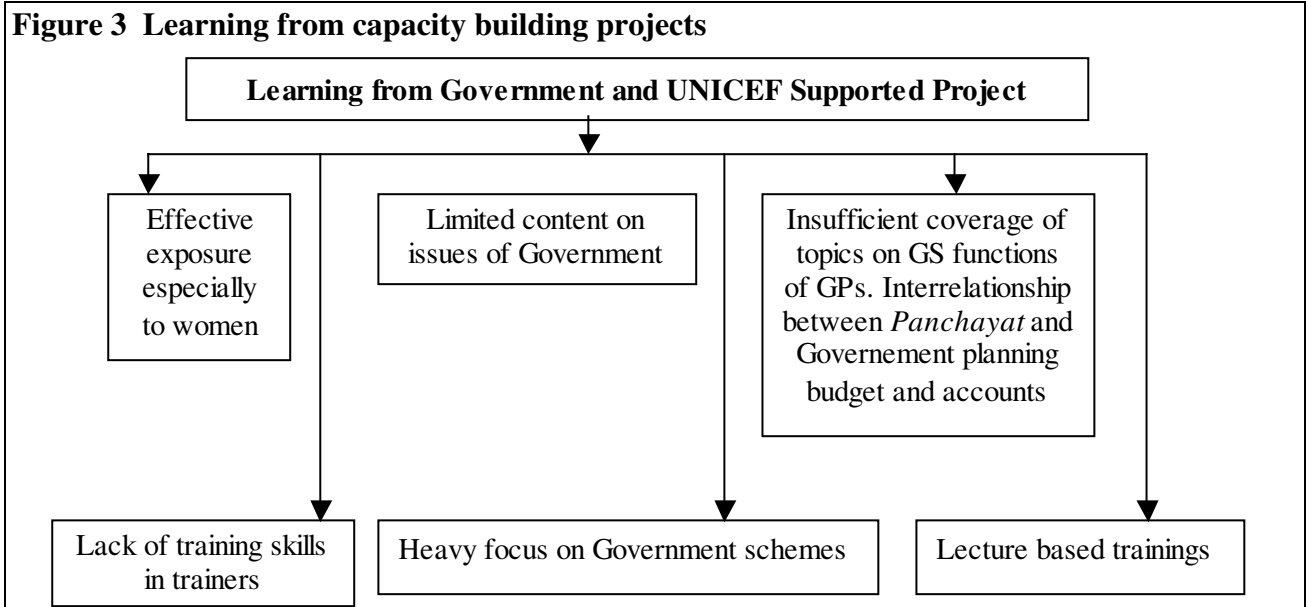 Figure 3 Learning from capacity building projects
Learning from Government and UNICEF Supported Project
Effective
exposure
especially
to women
Limited content on
issues of Government
Insufficient coverage of
topics on GS functions
of GPs. Interrelationship
between Panchayat and
Governement planning
budget and accounts
Lack of training skills
in trainers
Heavy focus on Government schemes
Lecture based trainings